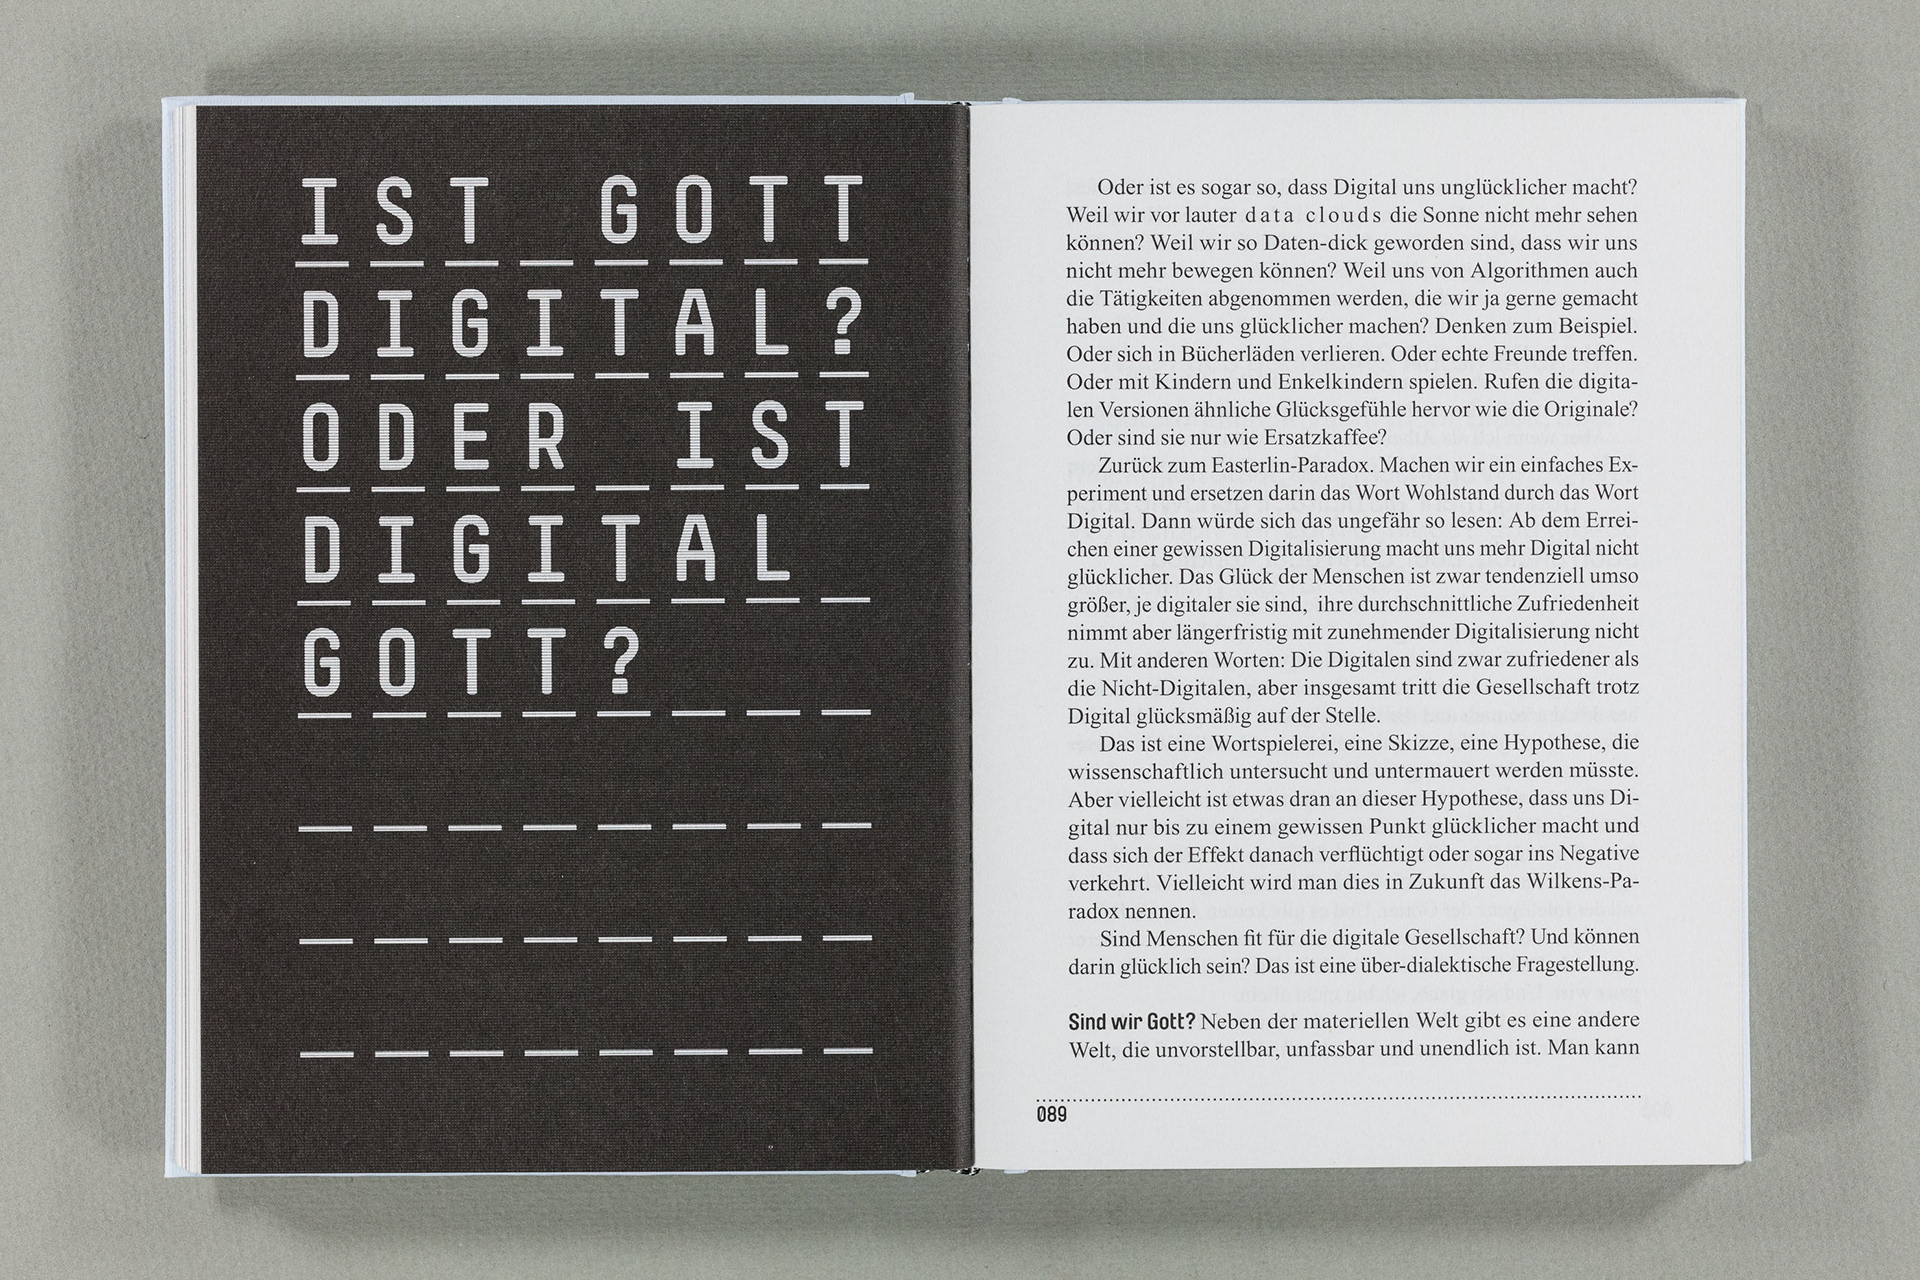 IST GOTT
DIGITAL?
ODER IST
DIGITAL
GOTT?
Oder ist es sogar so, dass Digital uns unglücklicher macht?
Weil wir vor lauter data clouds die Sonne nicht mehr sehen
können? Weil wir so Daten-dick geworden sind, dass wir uns
nicht mehr bewegen können? Weil uns von Algorithmen auch
die Tätigkeiten abgenommen werden, die wir ja gerne gemacht
haben und die uns glücklicher machen? Denken zum Beispiel.
Oder sich in Bücherläden verlieren. Oder echte Freunde treffen.
Oder mit Kindern und Enkelkindern spielen. Rufen die digita-
len Versionen ähnliche Glücksgefühle hervor wie die Originale?
Oder sind sie nur wie Ersatzkaffee?
Zurück zum Easterlin-Paradox. Machen wir ein einfaches Ex-
periment und ersetzen darin das Wort Wohlstand durch das Wort
Digital. Dann würde sich das ungefähr so lesen: Ab dem Errei-
chen einer gewissen Digitalisierung macht uns mehr Digital nicht
glücklicher. Das Glück der Menschen ist zwar tendenziell umso
größer, je digitaler sie sind, ihre durchschnittliche Zufriedenheit
nimmt aber längerfristig mit zunehmender Digitalisierung nicht
zu. Mit anderen Worten: Die Digitalen sind zwar zufriedener als
die Nicht-Digitalen, aber insgesamt tritt die Gesellschaft trotz
Digital glücksmäßig auf der Stelle.
Das ist eine Wortspielerei, eine Skizze, eine Hypothese, die
wissenschaftlich untersucht und untermauert werden müsste.
Aber vielleicht ist etwas dran an dieser Hypothese, dass uns Di-
gital nur bis zu einem gewissen Punkt glücklicher macht und
dass sich der Effekt danach verflüchtigt oder sogar ins Negative
verkehrt. Vielleicht wird man dies in Zukunft das Wilkens-Pa-
radox nennen.
Sind Menschen fit für die digitale Gesellschaft? Und können
darin glücklich sein? Das ist eine über-dialektische Fragestellung.
Sind wir Gott? Neben der materiellen Welt gibt es eine andere
Welt, die unvorstellbar, unfassbar und unendlich ist. Man kann
089